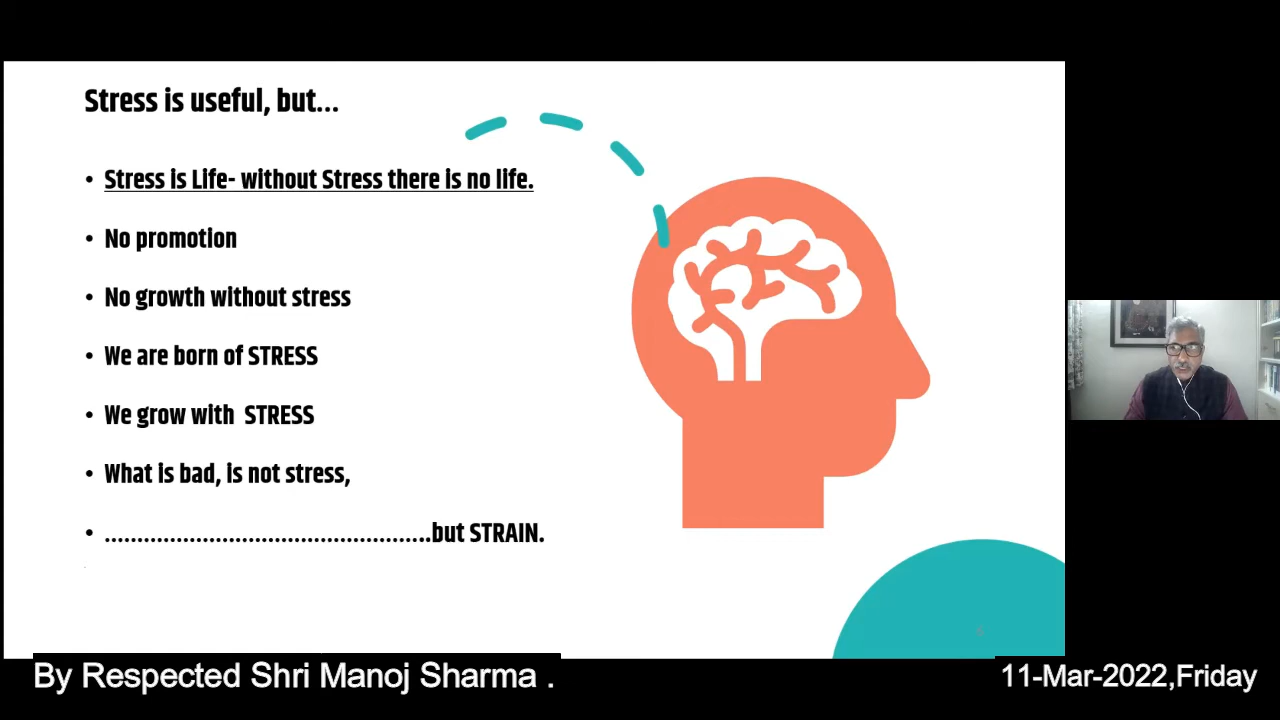 Stress is useful, but...
• Stress is Life- without Stress there is no life.
• No promotion
• No growth without stress
• We are born of STRESS
• We grow with  STRESS
• What is bad, is not stress,
• ..................................................but STRAIN.
By Respected Shri Manoj Sharma .
11-Mar-2022,Friday